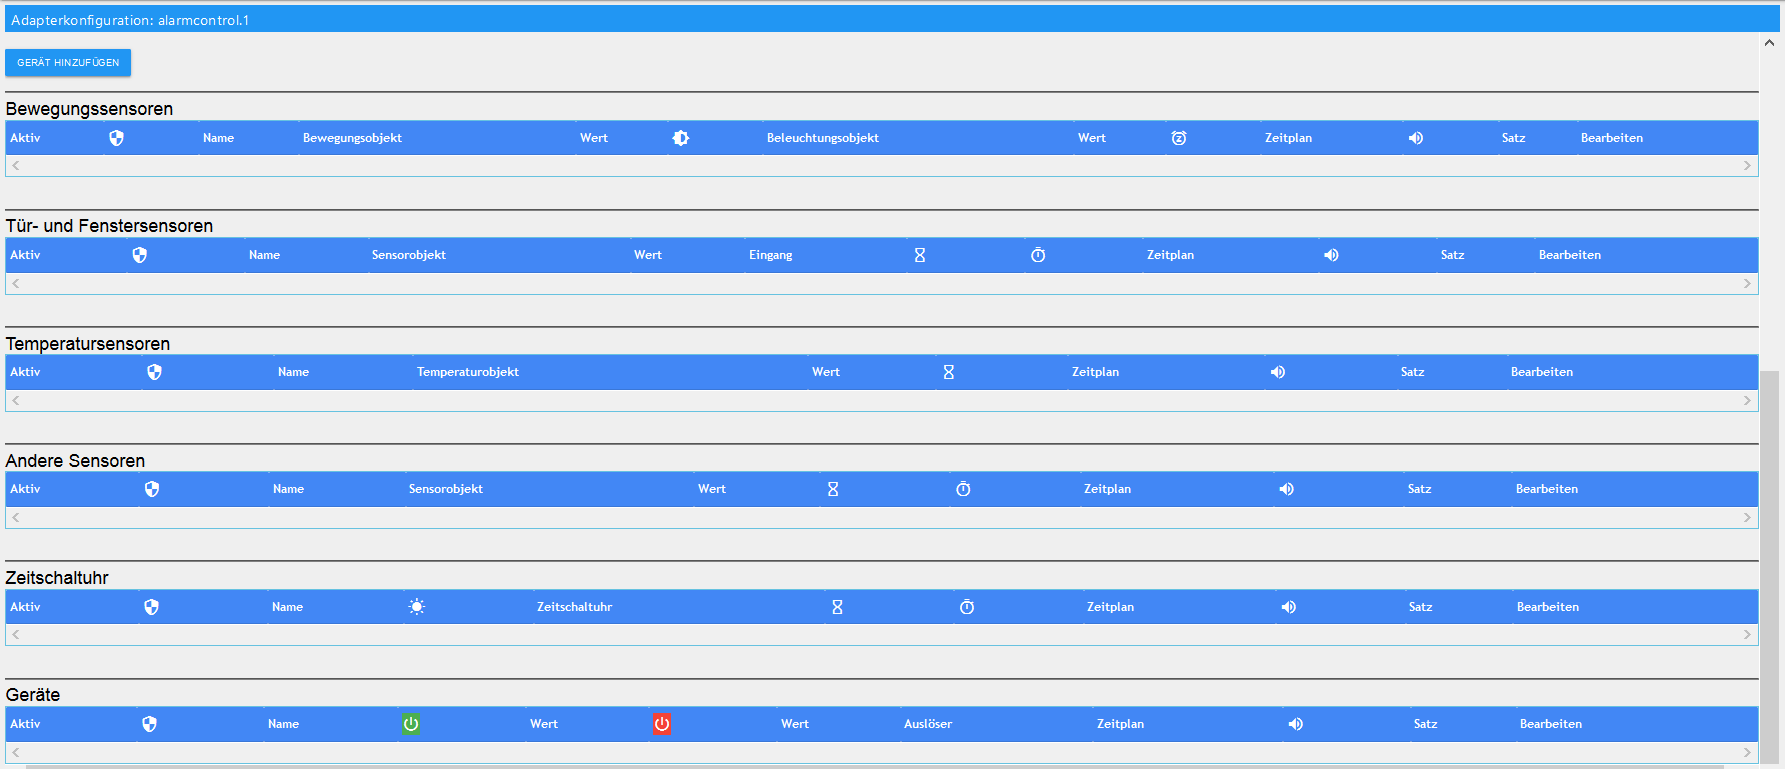 Adapterkonfiguration: alarmcontrol.1
GERÄT HINZUFÜGEN
Bewegungssensoren
Aktiv Name Bewegungsobjekt Wert Beleuchtungsobjekt Wert Zeitplan Satz Bearbeiten
Tür- und Fenstersensoren
Aktiv Name Sensorobjekt Wert Eingang Zeitplan Satz Bearbeiten
Temperatursensoren
Aktiv Name Temperaturobjekt Wert Zeitplan Satz Bearbeiten
Andere Sensoren
Aktiv Name Sensorobjekt Wert Zeitplan Satz Bearbeiten
Zeitschaltuhr
Aktiv Name Zeitschaltuhr Zeitplan Satz Bearbeiten
Geräte
Aktiv Name Wert Wert Auslöser Zeitplan Satz Bearbeiten